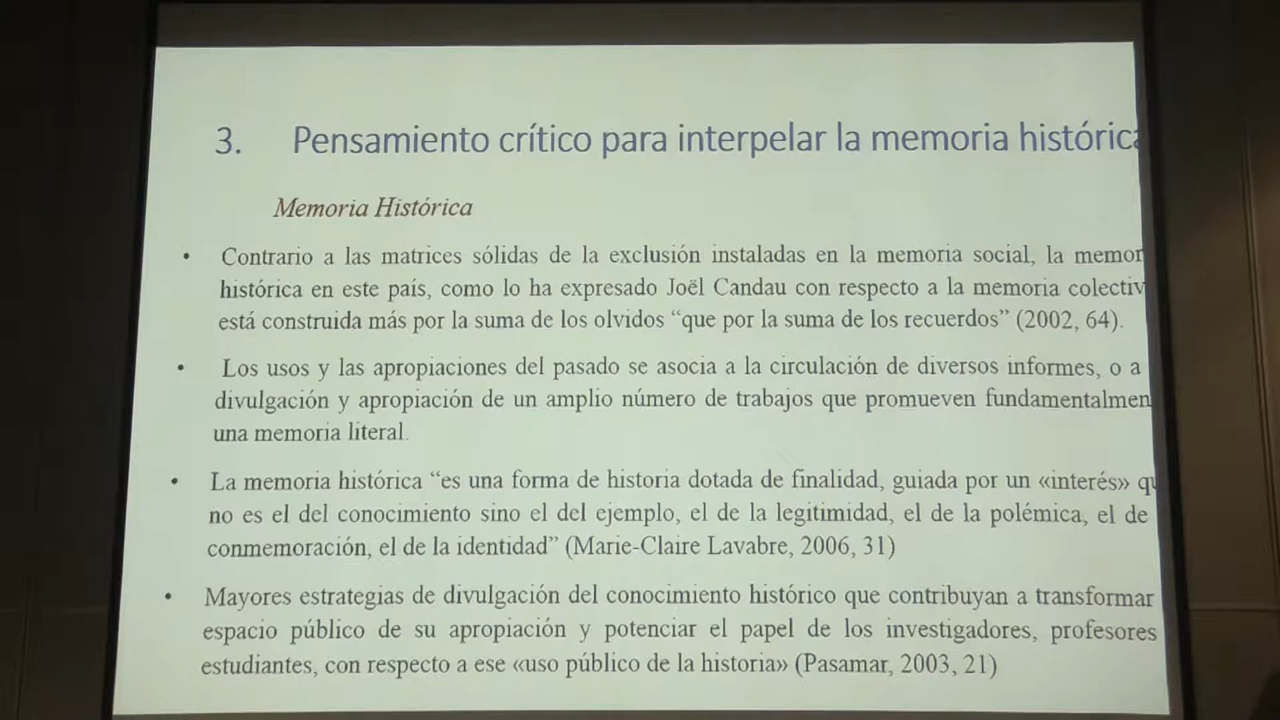 3. Pensamiento crítico para interpelar la memoria históric
Memoria Histórica
• Contrario a las matrices sólidas de la exclusión instaladas en la memoria social, la memor
histórica en este país, como lo ha expresado Joël Candau con respecto a la memoria colectiv
está construida más por la suma de los olvidos “que por la suma de los recuerdos” (2002, 64).
• Los usos y las apropiaciones del pasado se asocia a la circulación de diversos informes, o a
divulgación y apropiación de un amplio número de trabajos que promueven fundamentalmen
una memoria literal.
• La memoria histórica “es una forma de historia dotada de finalidad, guiada por un «interés» qu
no es el del conocimiento sino el del ejemplo, el de la legitimidad, el de la polémica, el de
conmemoración, el de la identidad” (Marie-Claire Lavabre, 2006, 31)
• Mayores estrategias de divulgación del conocimiento histórico que contribuyan a transformar
espacio público de su apropiación y potenciar el papel de los investigadores, profesores
estudiantes, con respecto a ese «uso público de la historia» (Pasamar, 2003, 21)